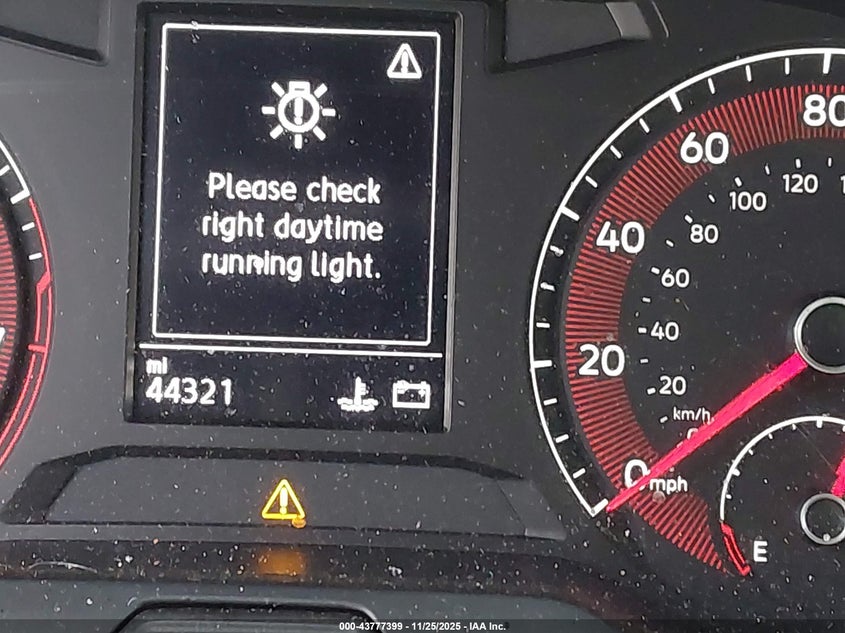 Please check
right daytime
running light.
mi
44321
80
60
40
20
0
mph
120
100
80
60
40
20
km/h
E
000-43777399 - 11/25/2025 - IAA Inc.